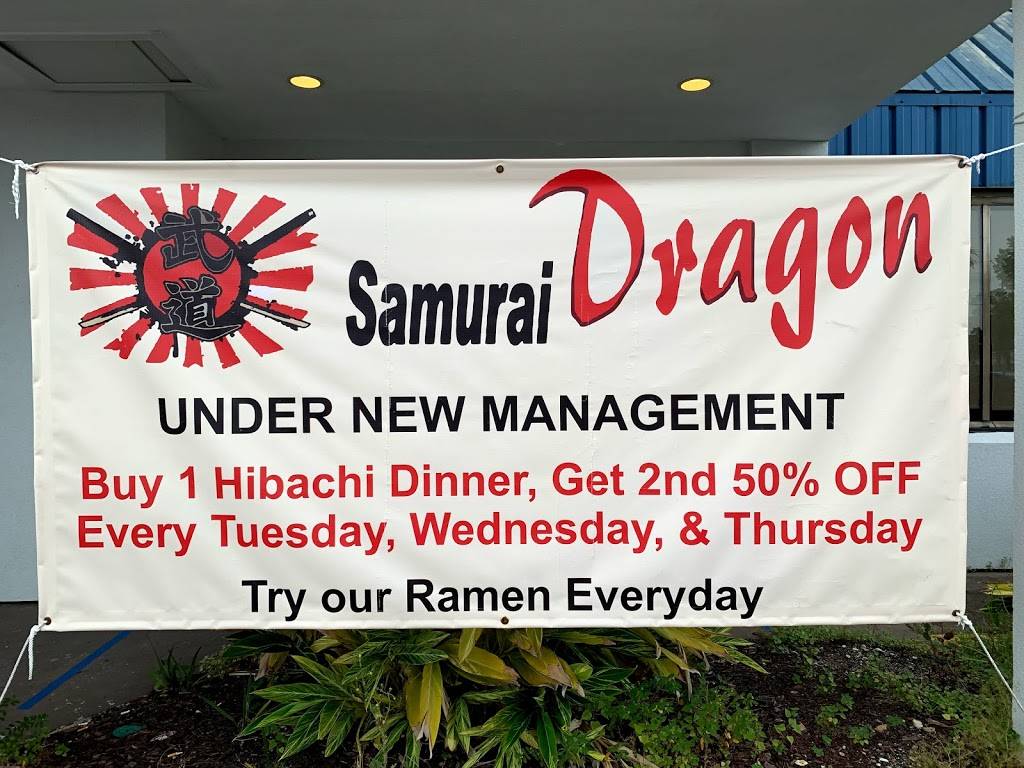 武
道
Samurai Dragon
UNDER NEW MANAGEMENT
Buy 1 Hibachi Dinner, Get 2nd 50% OFF
Every Tuesday, Wednesday, & Thursday
Try our Ramen Everyday